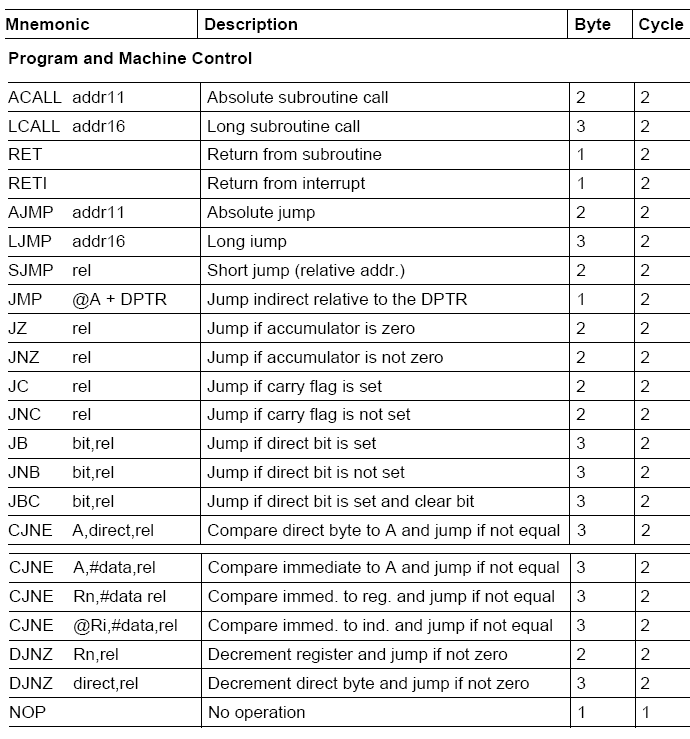 Mnemonic Description Byte Cycle
Program and Machine Control
ACALL addr11 Absolute subroutine call 2 2
LCALL addr16 Long subroutine call 3 2
RET Return from subroutine 1 2
RETI Return from interrupt 1 2
AJMP addr11 Absolute jump 2 2
LJMP addr16 Long iump 3 2
SJMP rel Short jump (relative addr.) 2 2
JMP @A + DPTR Jump indirect relative to the DPTR 1 2
JZ rel Jump if accumulator is zero 2 2
JNZ rel Jump if accumulator is not zero 2 2
JC rel Jump if carry flag is set 2 2
JNC rel Jump if carry flag is not set 2 2
JB bit,rel Jump if direct bit is set 3 2
JNB bit,rel Jump if direct bit is not set 3 2
JBC bit,rel Jump if direct bit is set and clear bit 3 2
CJNE A,direct,rel Compare direct byte to A and jump if not equal 3 2
CJNE A,#data,rel Compare immediate to A and jump if not equal 3 2
CJNE Rn,#data rel Compare immed. to reg. and jump if not equal 3 2
CJNE @Ri,#data,rel Compare immed. to ind. and jump if not equal 3 2
DJNZ Rn,rel Decrement register and jump if not zero 2 2
DJNZ direct,rel Decrement direct byte and jump if not zero 3 2
NOP No operation 1 1